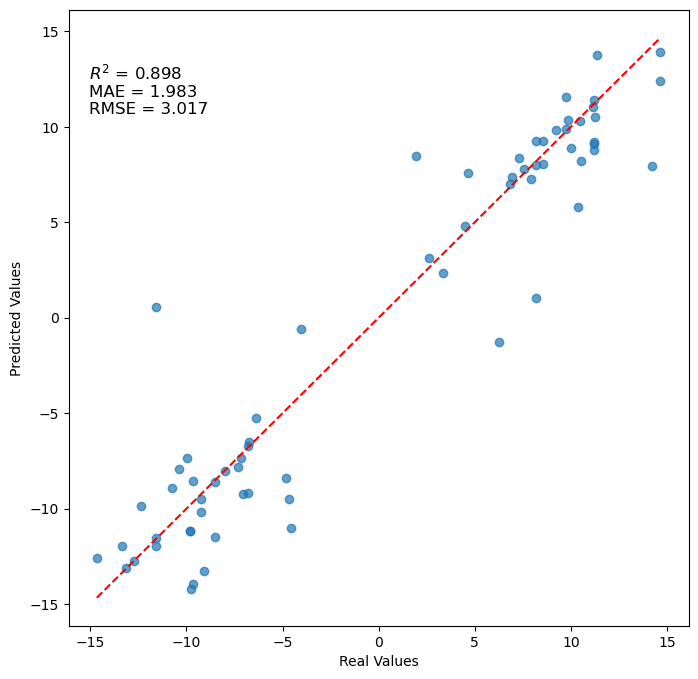 R² = 0.898
MAE = 1.983
RMSE = 3.017
Predicted Values
15
10
5
0
−5
−10
−15
−15 −10 −5 0 5 10 15
Real Values